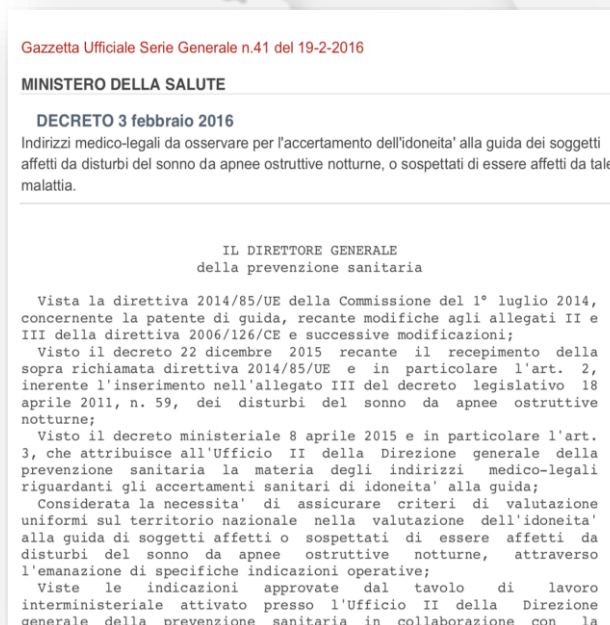 Gazzetta Ufficiale Serie Generale n.41 del 19-2-2016
MINISTERO DELLA SALUTE
DECRETO 3 febbraio 2016
Indirizzi medico-legali da osservare per l'accertamento dell'idoneita' alla guida dei soggetti
affetti da disturbi del sonno da apnee ostruttive notturne, o sospettati di essere affetti da tale
malattia.
IL DIRETTORE GENERALE
della prevenzione sanitaria
Vista la direttiva 2014/85/UE della Commissione del 1° luglio 2014,
concernente la patente di guida, recante modifiche agli allegati II e
III della direttiva 2006/126/CE e successive modificazioni;
Visto il decreto 22 dicembre 2015 recante il recepimento della
sopra richiamata direttiva 2014/85/UE e in particolare l'art. 2,
inerente l'inserimento nell'allegato III del decreto legislativo 18
aprile 2011, n. 59, dei disturbi del sonno da apnee ostruttive
notturne;
Visto il decreto ministeriale 8 aprile 2015 e in particolare l'art.
3, che attribuisce all'Ufficio II della Direzione generale della
prevenzione sanitaria la materia degli indirizzi medico-legali
riguardanti gli accertamenti sanitari di idoneita' alla guida;
Considerata la necessita' di assicurare criteri di valutazione
uniformi sul territorio nazionale nella valutazione dell'idoneita'
alla guida di soggetti affetti o sospettati di essere affetti da
disturbi del sonno da apnee ostruttive notturne, attraverso
l'emanazione di specifiche indicazioni operative;
Viste le indicazioni approvate dal tavolo di lavoro
interministeriale attivato presso l'Ufficio II della Direzione
generale della prevenzione sanitaria in collaborazione con la